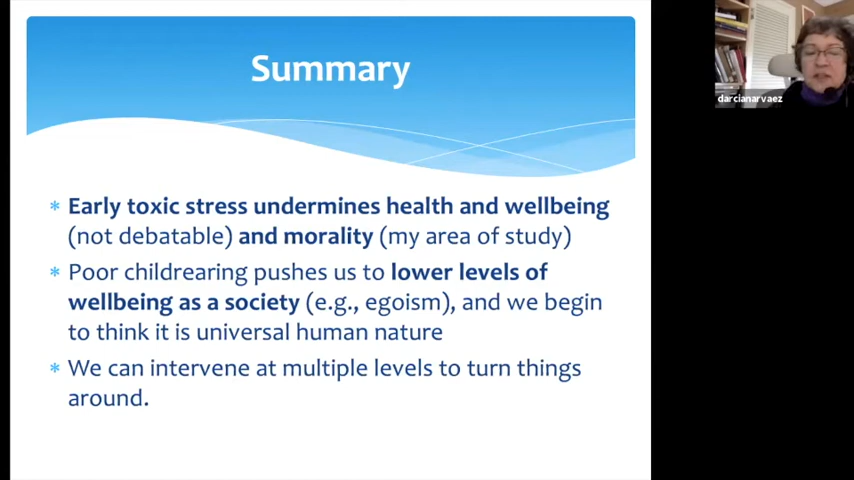 Summary
* Early toxic stress undermines health and wellbeing
(not debatable) and morality (my area of study)
* Poor childrearing pushes us to lower levels of
wellbeing as a society (e.g., egoism), and we begin
to think it is universal human nature
* We can intervene at multiple levels to turn things
around.
darcianarvaez